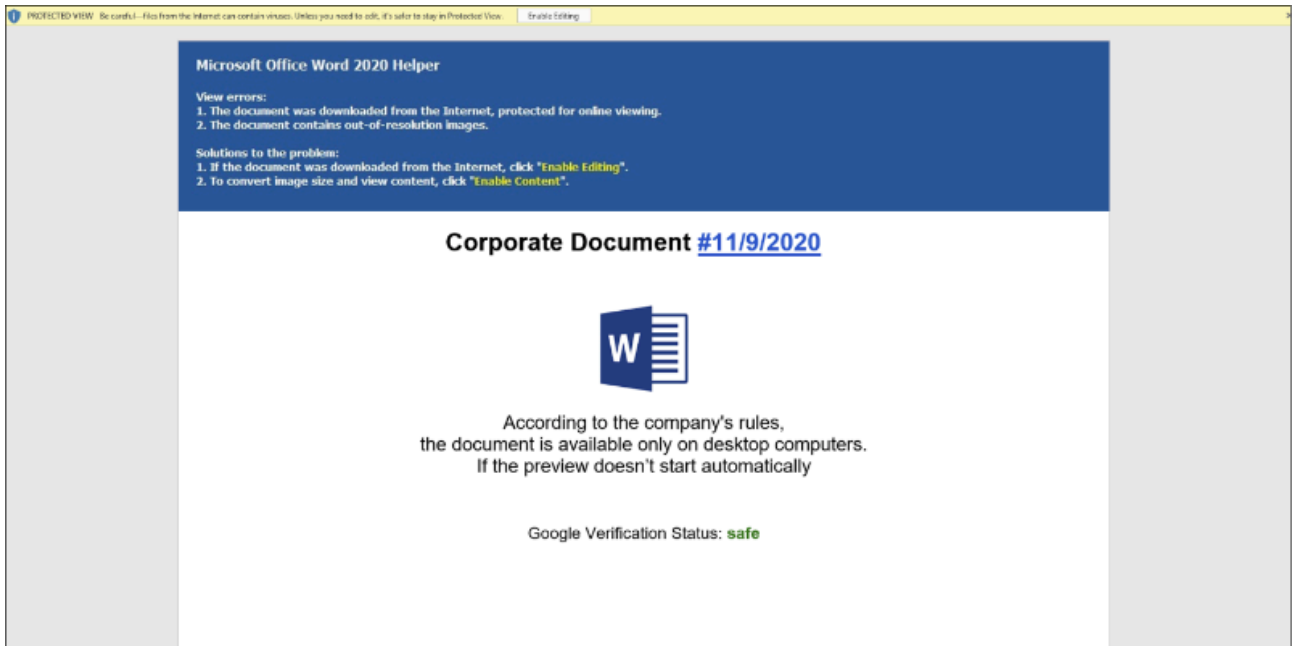 PROTECTED VIEW Be careful—files from the Internet can contain viruses. Unless you need to edit, it's safer to stay in Protected View. Enable Editing
Microsoft Office Word 2020 Helper
View errors:
1. The document was downloaded from the Internet, protected for online viewing.
2. The document contains out-of-resolution images.
Solutions to the problem:
1. If the document was downloaded from the Internet, click "Enable Editing".
2. To convert image size and view content, click "Enable Content".
Corporate Document #11/9/2020
W
According to the company's rules,
the document is available only on desktop computers.
If the preview doesn't start automatically
Google Verification Status: safe